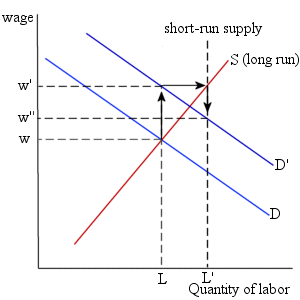 wage
short-run supply
S (long run)
w'
w"
w
D'
D
L
L'
Quantity of labor